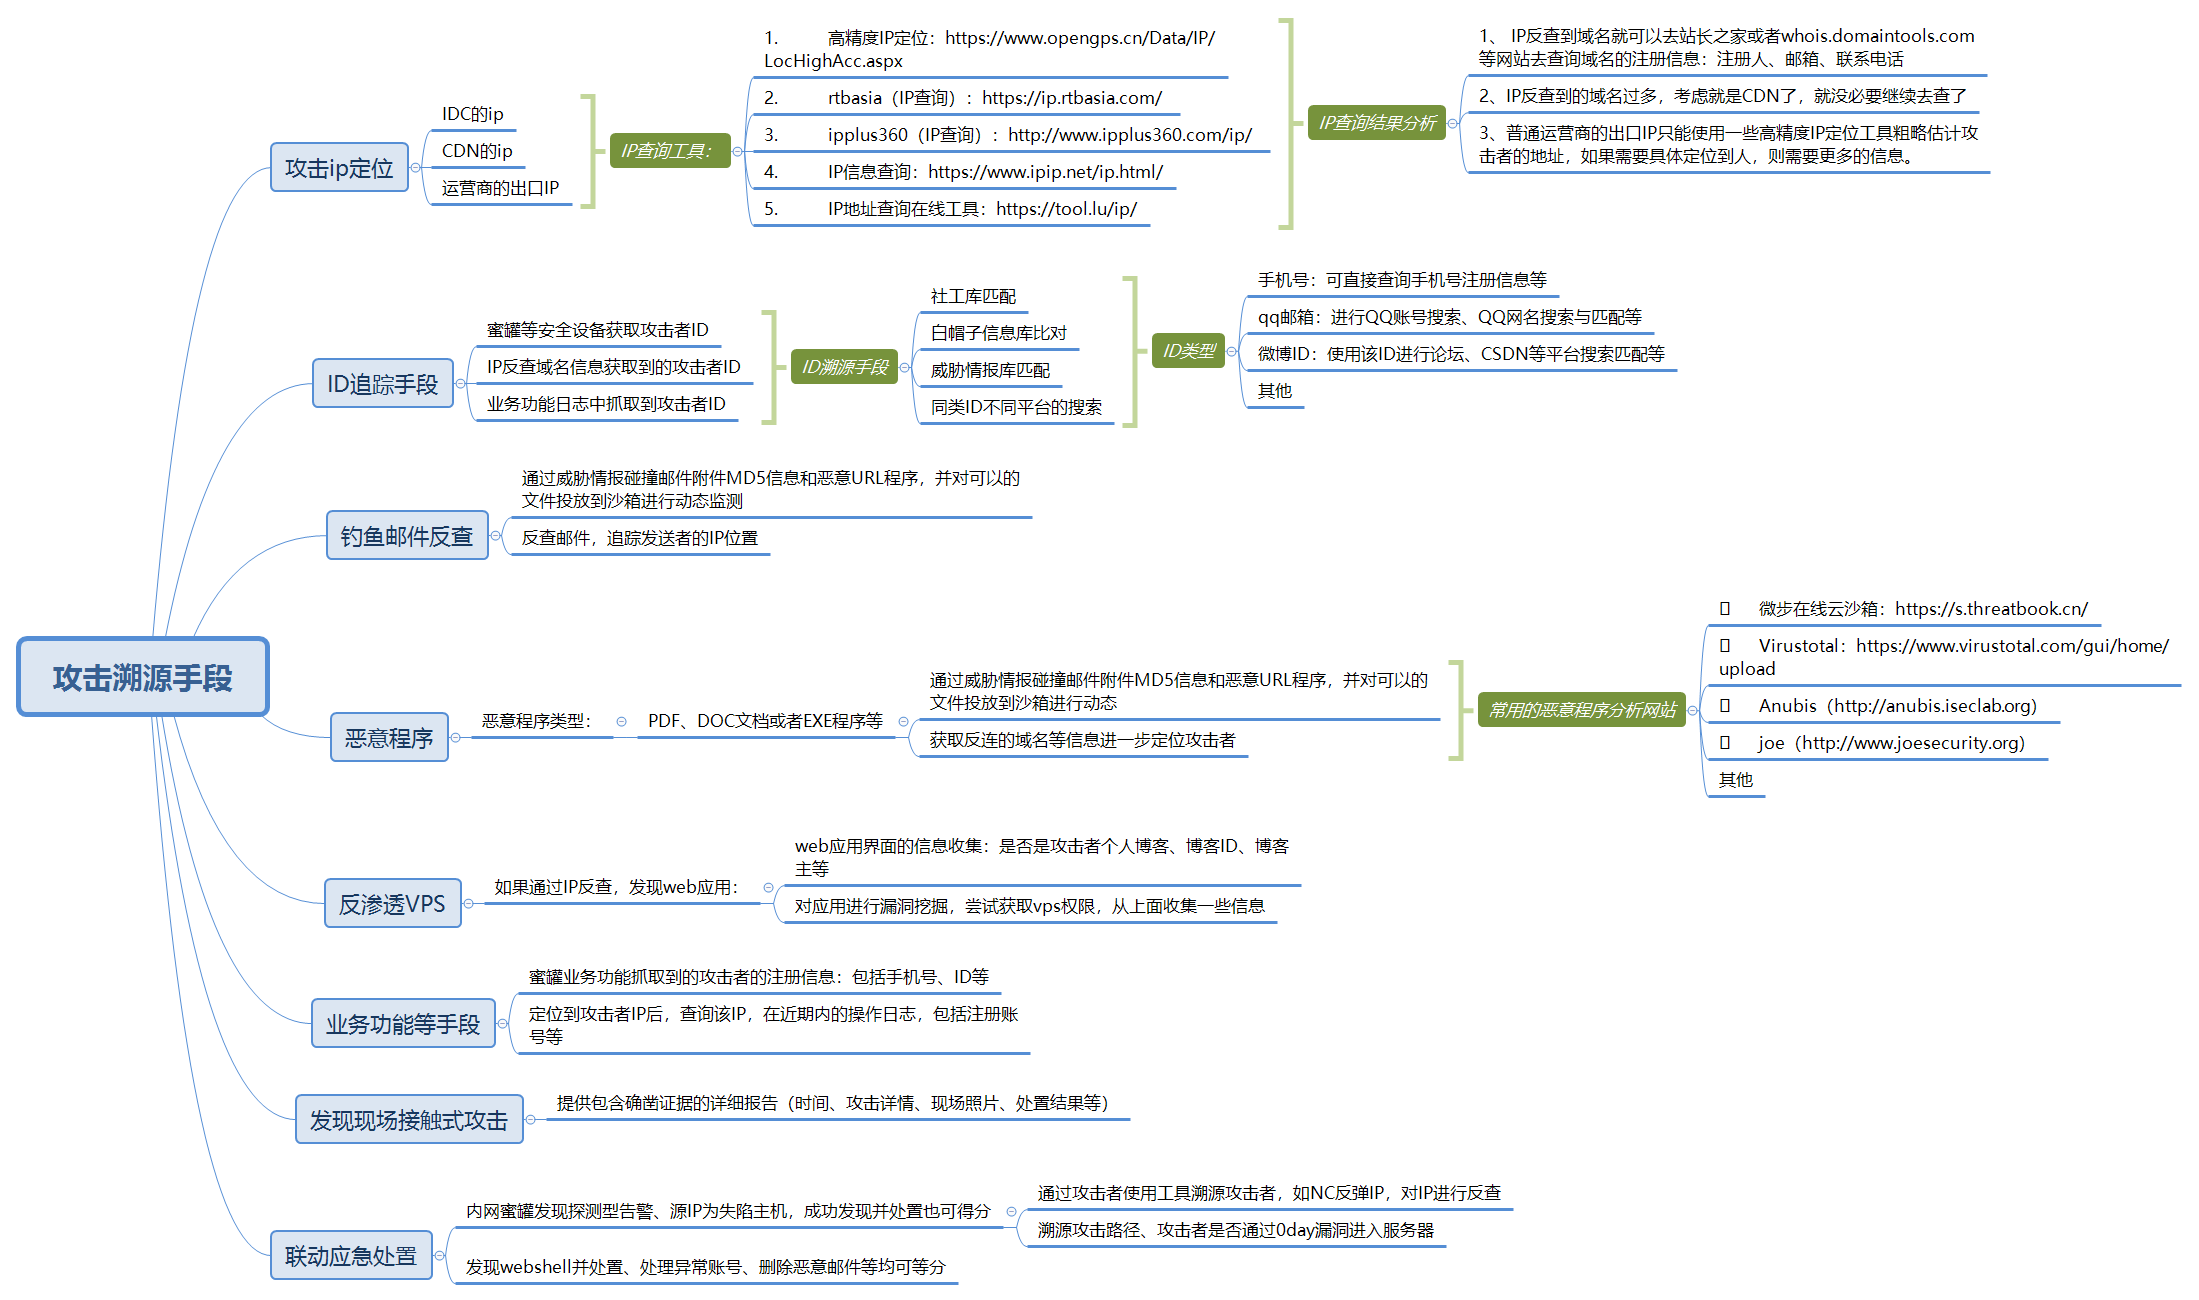 攻击溯源手段
攻击ip定位
IDC的ip
CDN的ip
运营商的出口IP
IP查询工具：
1. 高精度IP定位：https://www.opengps.cn/Data/IP/
LocHighAcc.aspx
2. rtbasia（IP查询）：https://ip.rtbasia.com/
3. ipplus360（IP查询）：http://www.ipplus360.com/ip/
4. IP信息查询：https://www.ipip.net/ip.html/
5. IP地址查询在线工具：https://tool.lu/ip/
IP查询结果分析
1、 IP反查到域名就可以去站长之家或者whois.domaintools.com
等网站去查询域名的注册信息：注册人、邮箱、联系电话
2、IP反查到的域名过多，考虑就是CDN了，就没必要继续去查了
3、普通运营商的出口IP只能使用一些高精度IP定位工具粗略估计攻
击者的地址，如果需要具体定位到人，则需要更多的信息。
ID追踪手段
蜜罐等安全设备获取攻击者ID
IP反查域名信息获取到的攻击者ID
业务功能日志中抓取到攻击者ID
ID溯源手段
社工库匹配
白帽子信息库比对
威胁情报库匹配
同类ID不同平台的搜索
ID类型
手机号：可直接查询手机号注册信息等
qq邮箱：进行QQ账号搜索、QQ网名搜索与匹配等
微博ID：使用该ID进行论坛、CSDN等平台搜索匹配等
其他
钓鱼邮件反查
通过威胁情报碰撞邮件附件MD5信息和恶意URL程序，并对可以的
文件投放到沙箱进行动态监测
反查邮件，追踪发送者的IP位置
恶意程序
恶意程序类型：
PDF、DOC文档或者EXE程序等
通过威胁情报碰撞邮件附件MD5信息和恶意URL程序，并对可以的
文件投放到沙箱进行动态
获取反连的域名等信息进一步定位攻击者
常用的恶意程序分析网站
微步在线云沙箱：https://s.threatbook.cn/
Virustotal：https://www.virustotal.com/gui/home/
upload
Anubis（http://anubis.iseclab.org）
joe（http://www.joesecurity.org）
其他
反渗透VPS
如果通过IP反查，发现web应用：
web应用界面的信息收集：是否是攻击者个人博客、博客ID、博客
主等
对应用进行漏洞挖掘，尝试获取vps权限，从上面收集一些信息
业务功能等手段
蜜罐业务功能抓取到的攻击者的注册信息：包括手机号、ID等
定位到攻击者IP后，查询该IP，在近期内的操作日志，包括注册账
号等
发现现场接触式攻击
提供包含确凿证据的详细报告（时间、攻击详情、现场照片、处置结果等）
联动应急处置
内网蜜罐发现探测型告警、源IP为失陷主机，成功发现并处置也可得分
通过攻击者使用工具溯源攻击者，如NC反弹IP，对IP进行反查
溯源攻击路径、攻击者是否通过0day漏洞进入服务器
发现webshell并处置、处理异常账号、删除恶意邮件等均可等分